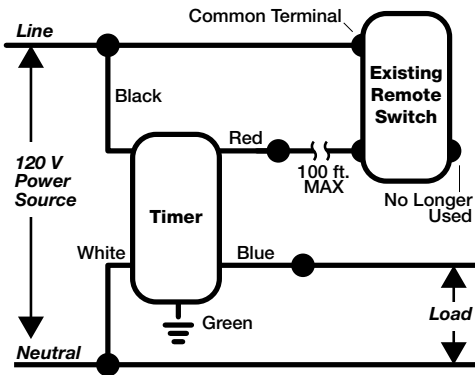 Common Terminal
Line
Existing
Remote
Switch
Black
Red
100 ft.
MAX
120 V
Power
Source
No Longer
Used
Timer
White
Blue
Load
Green
Neutral